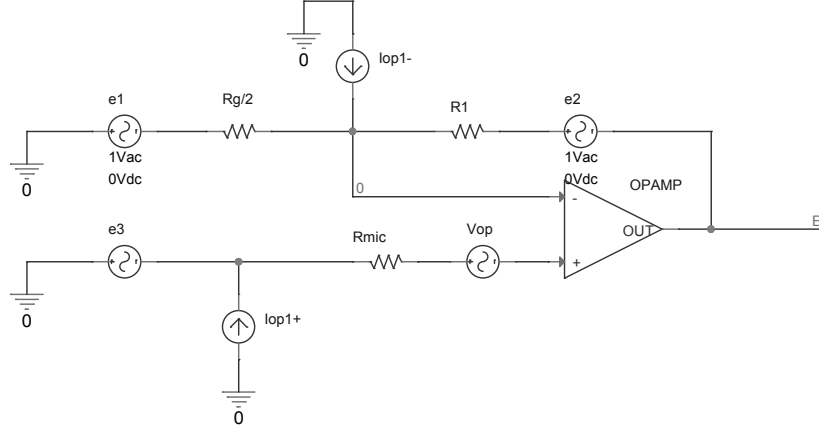 Iop1-
0
e1
Rg/2
R1
e2
1Vac
0Vdc
1Vac
0Vdc
0
0
OPAMP
-
OUT
E
e3
Rmic
Vop
+
0
Iop1+
0